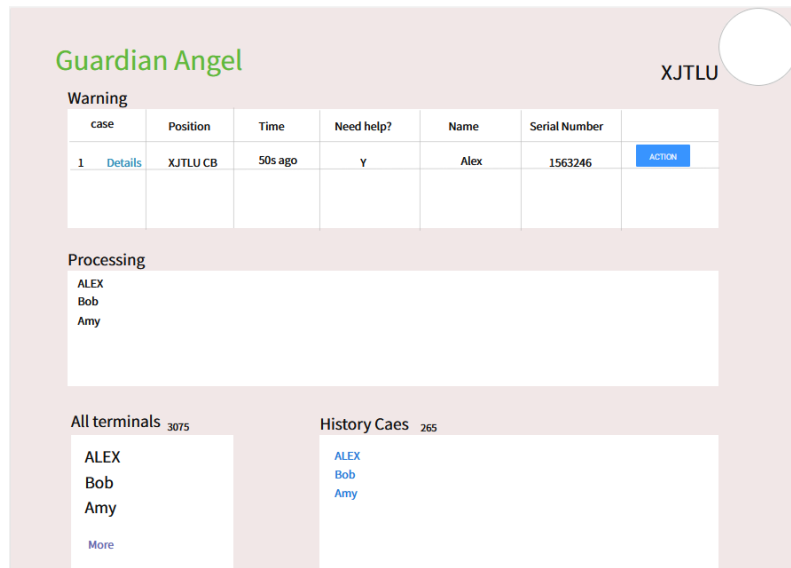 Guardian Angel
XJTLU
Warning
case Position Time Need help? Name Serial Number
1 Details XJTLU CB 50s ago Y Alex 1563246 ACTION
Processing
ALEX
Bob
Amy
All terminals 3075
ALEX
Bob
Amy
More
History Caes 265
ALEX
Bob
Amy